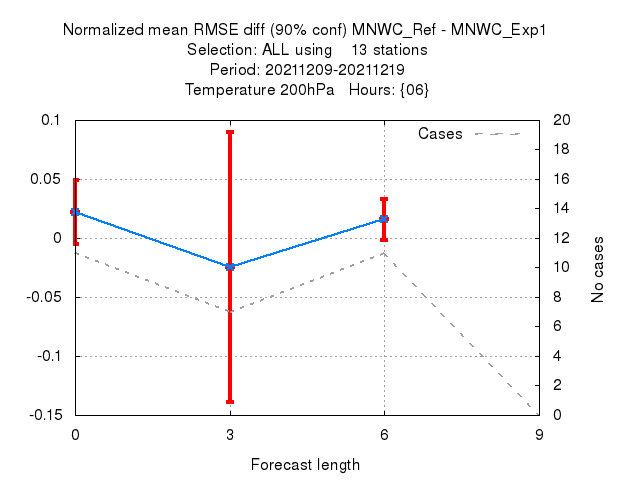 Normalized mean RMSE diff (90% conf) MNWC_Ref - MNWC_Exp1
Selection: ALL using    13 stations
Period: 20211209-20211219
Temperature 200hPa   Hours: {06}
Cases
0.1
0.05
0
-0.05
-0.1
-0.15
20
18
16
14
12
10
8
6
4
2
0
No cases
0 3 6 9
Forecast length